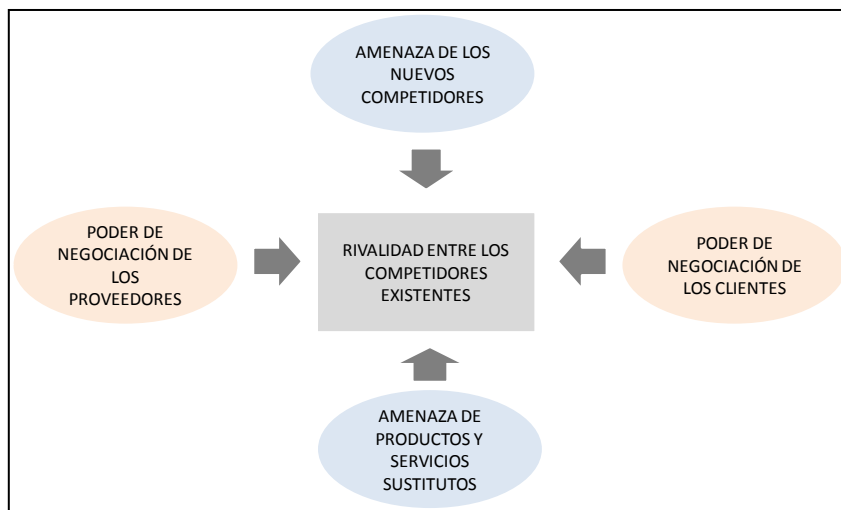 AMENAZA DE LOS
NUEVOS
COMPETIDORES
PODER DE
NEGOCIACIÓN DE
LOS
PROVEEDORES
RIVALIDAD ENTRE LOS
COMPETIDORES
EXISTENTES
PODER DE
NEGOCIACIÓN DE
LOS CLIENTES
AMENAZA DE
PRODUCTOS Y
SERVICIOS
SUSTITUTOS